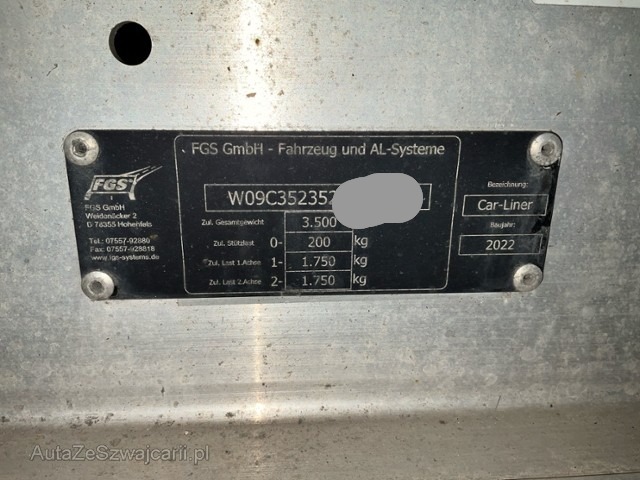 FGS
FGS GmbH
Weidenäcker 2
D 78355 Hohenfels
Tel.: 07557-92880
Fax: 07557-928818
www.fgs-systeme.de
FGS GmbH - Fahrzeug und AL-Systeme
W09C352352
Zul. Gesamtgewicht 3.500
Zul. Stützlast 0- 200 kg
Zul. Last 1.Achse 1- 1.750 kg
Zul. Last 2.Achse 2- 1.750 kg
Bezeichnung:
Car-Liner
Baujahr:
2022
AutaZeSzwajcarii.pl